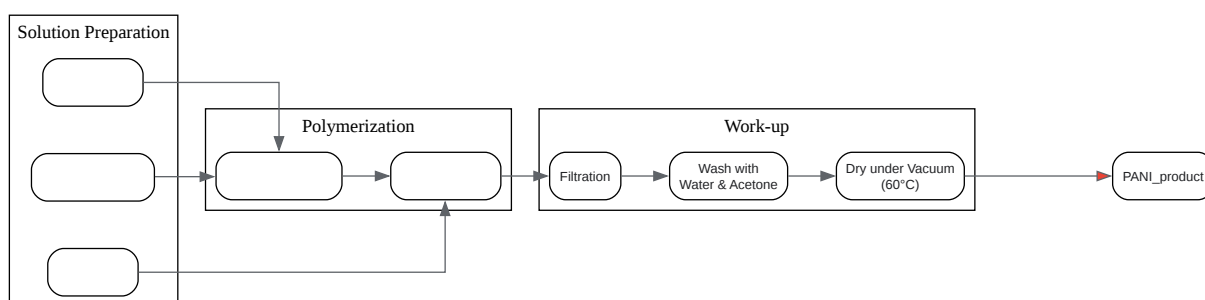 Solution Preparation
Polymerization
Work-up
Filtration
Wash with
Water & Acetone
Dry under Vacuum
(60°C)
PANI_product